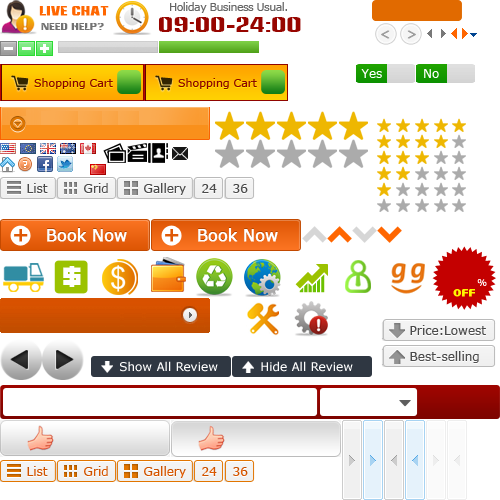 LIVE CHAT
NEED HELP?
Holiday Business Usual.
09:00-24:00
Yes
No
Shopping Cart
Shopping Cart
List
Grid
Gallery
24
36
Book Now
Book Now
gg
%
OFF
Price:Lowest
Best-selling
Show All Review
Hide All Review
List
Grid
Gallery
24
36